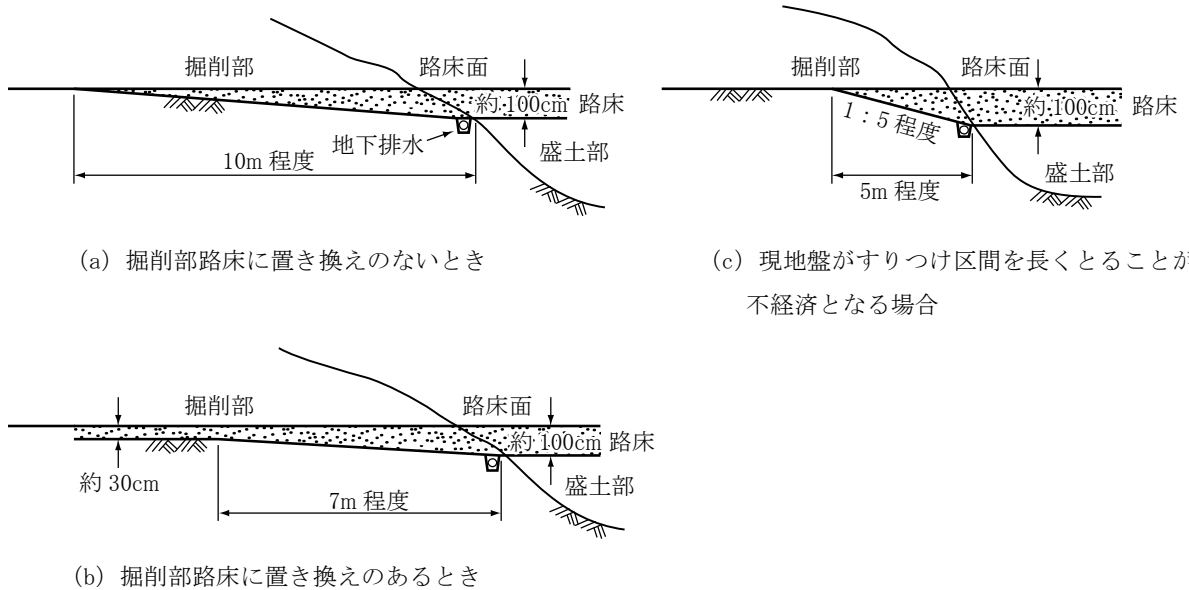 掘削部
路床面
約100cm
路床
地下排水
盛土部
10m 程度
(a) 掘削部路床に置き換えのないとき
掘削部
路床面
約100cm
路床
1:5 程度
盛土部
5m 程度
(c) 現地盤がすりつけ区間を長くとることが
不経済となる場合
掘削部
路床面
約100cm
路床
約 30cm
盛土部
7m 程度
(b) 掘削部路床に置き換えのあるとき